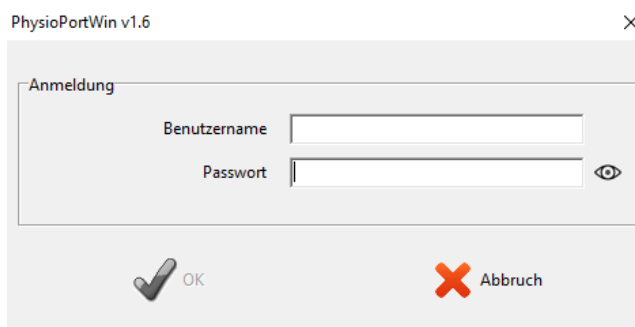 PhysioPortWin v1.6
Anmeldung
Benutzername
Passwort
OK
Abbruch